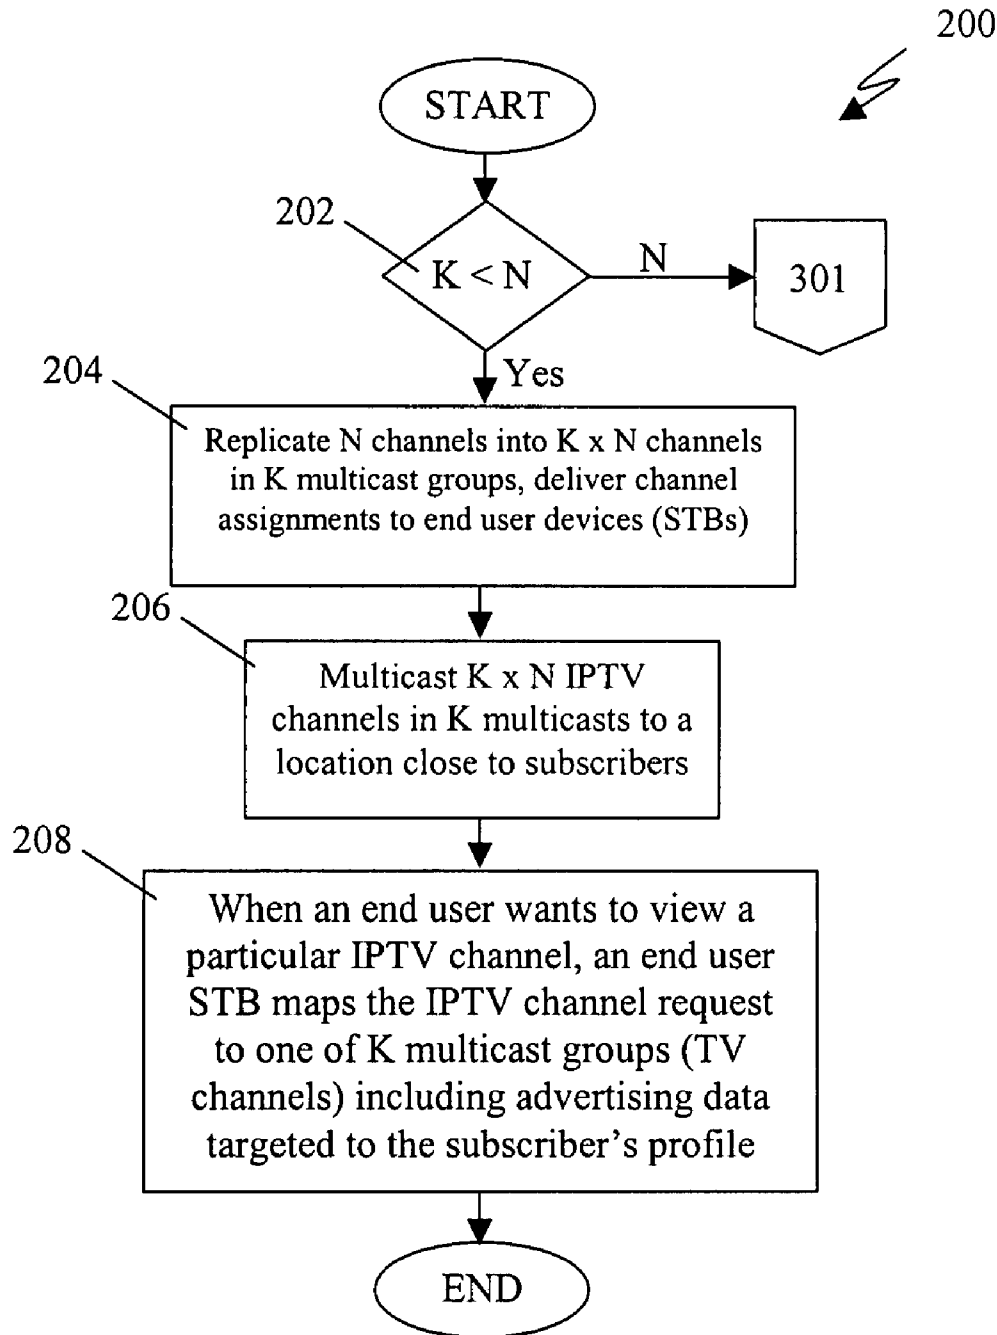 200
START
202
K < N
N
301
Yes
204
Replicate N channels into K x N channels
in K multicast groups, deliver channel
assignments to end user devices (STBs)
206
Multicast K x N IPTV
channels in K multicasts to a
location close to subscribers
208
When an end user wants to view a
particular IPTV channel, an end user
STB maps the IPTV channel request
to one of K multicast groups (TV
channels) including advertising data
targeted to the subscriber's profile
END